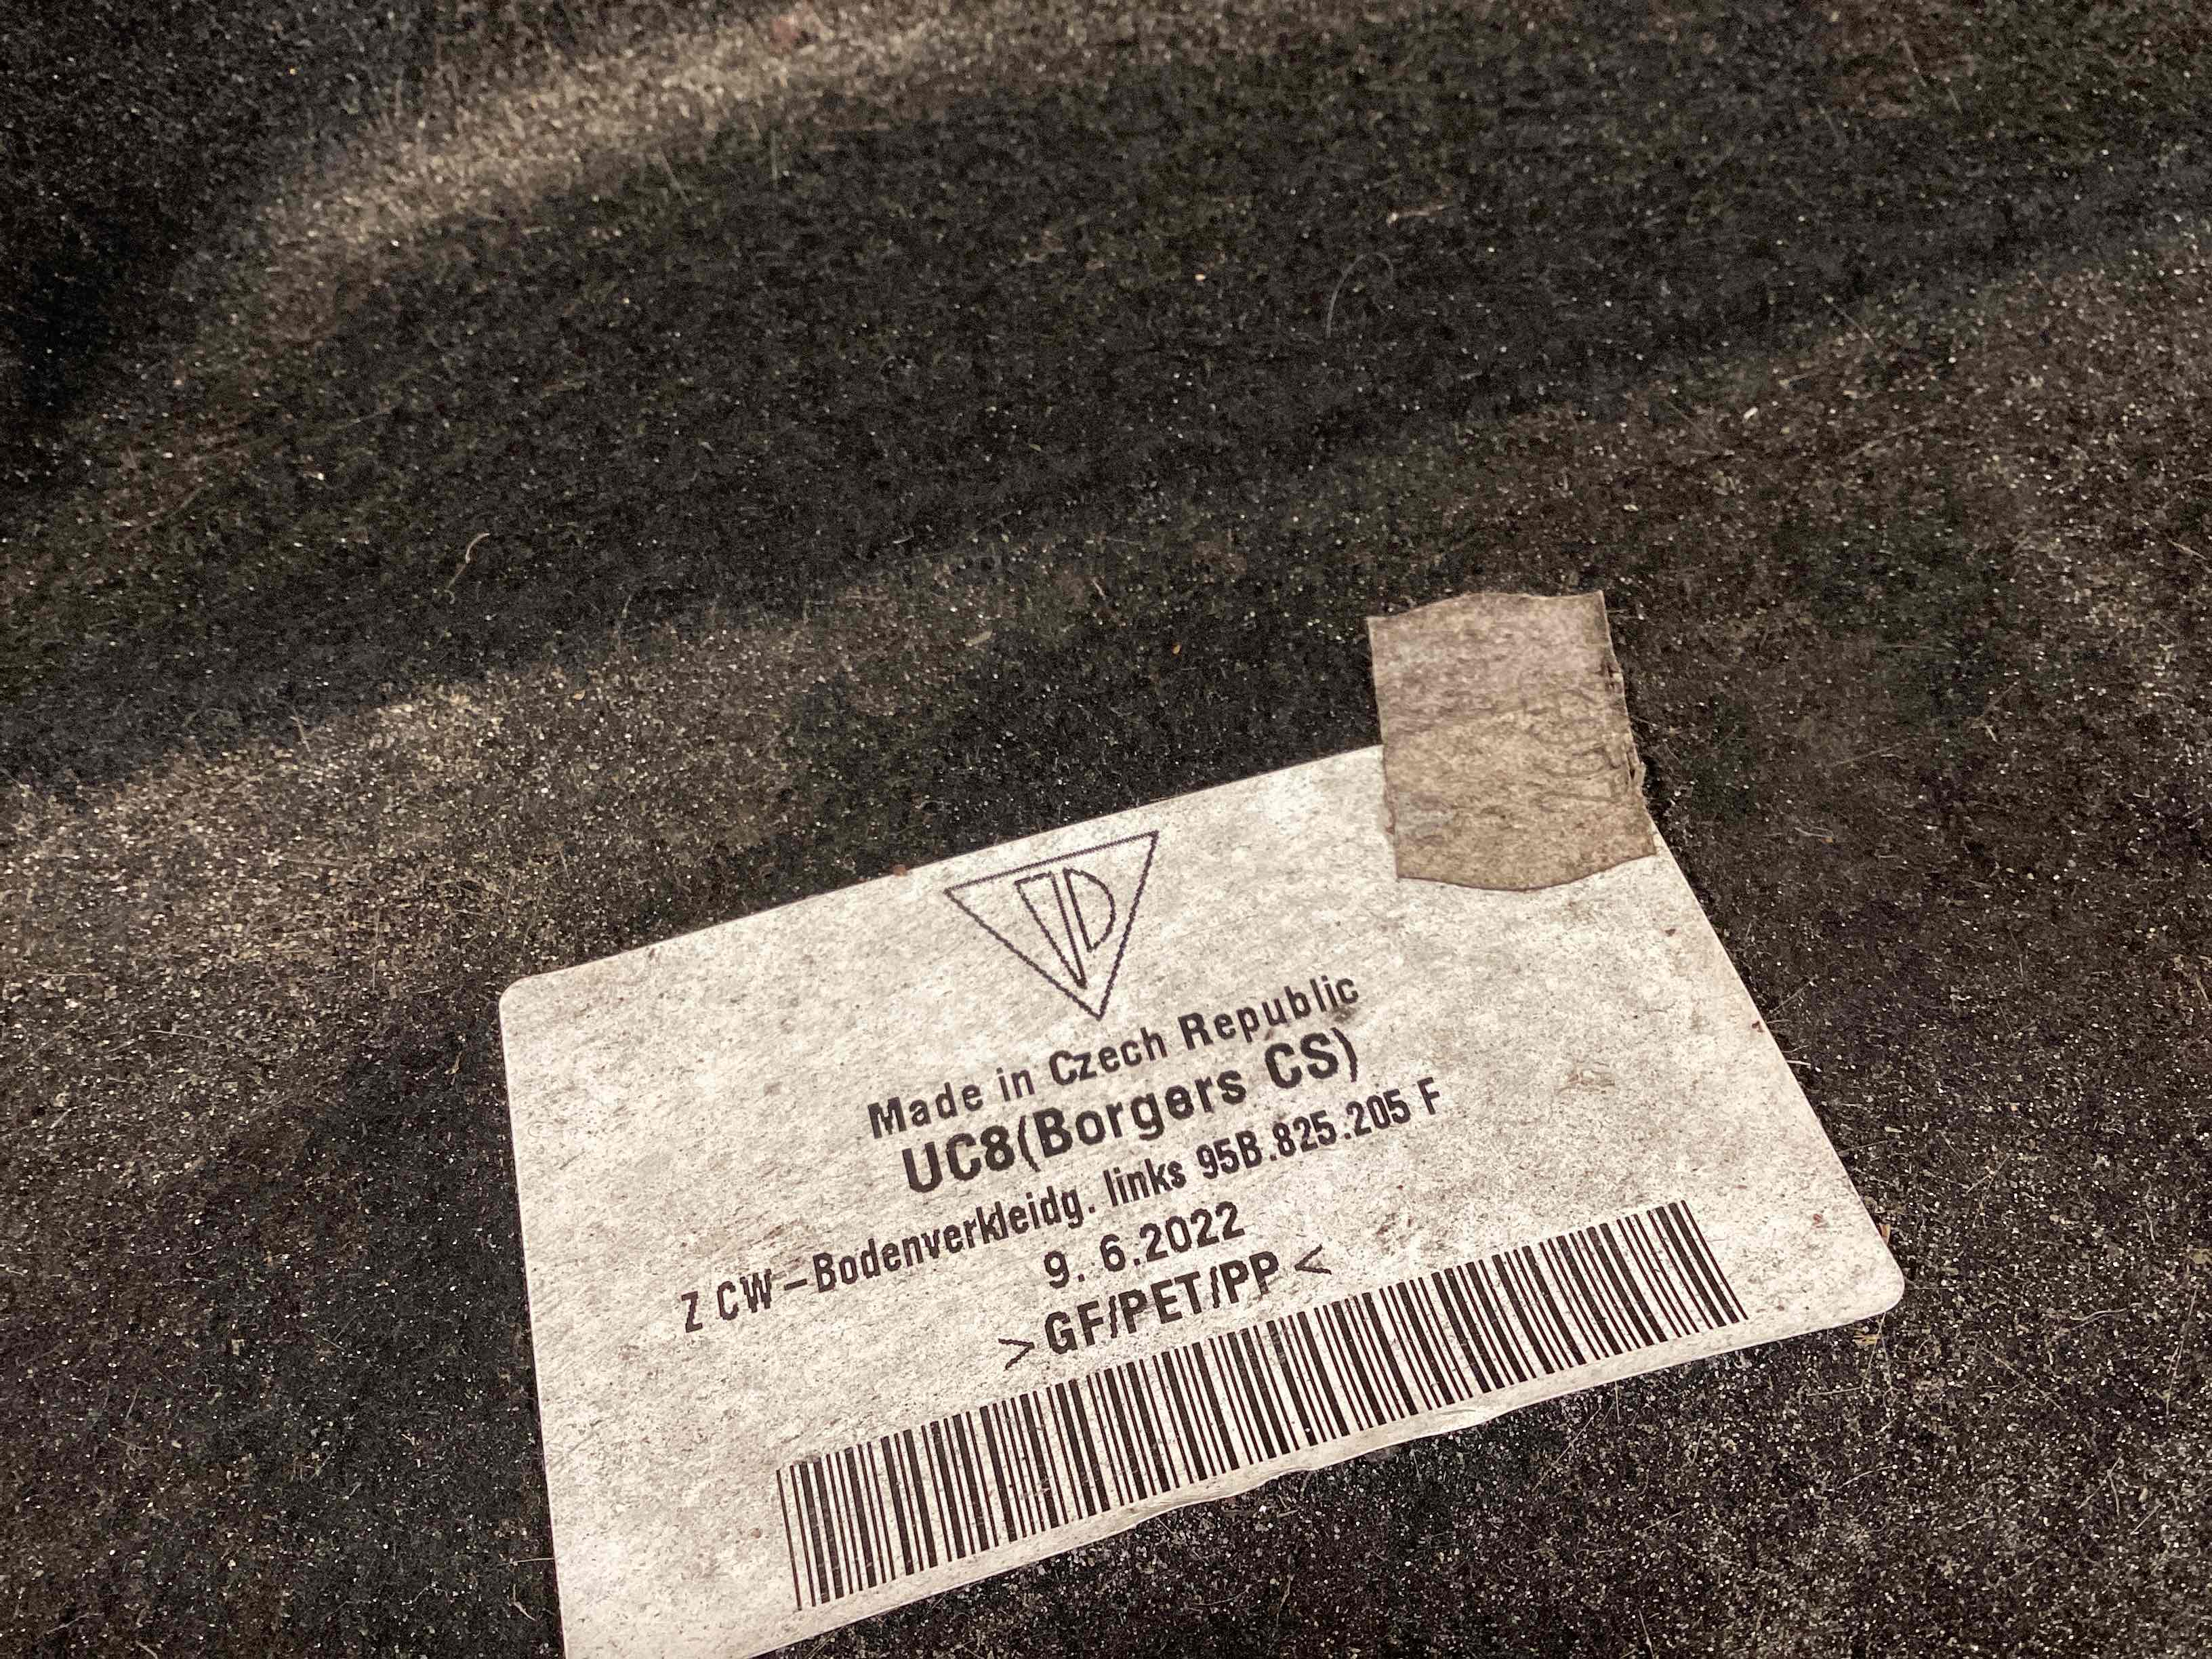 Made in Czech Republic
UC8(Borgers CS)
Z CW-Bodenverkleidg. links 95B.825.205 F
9. 6.2022
>GF/PET/PP<